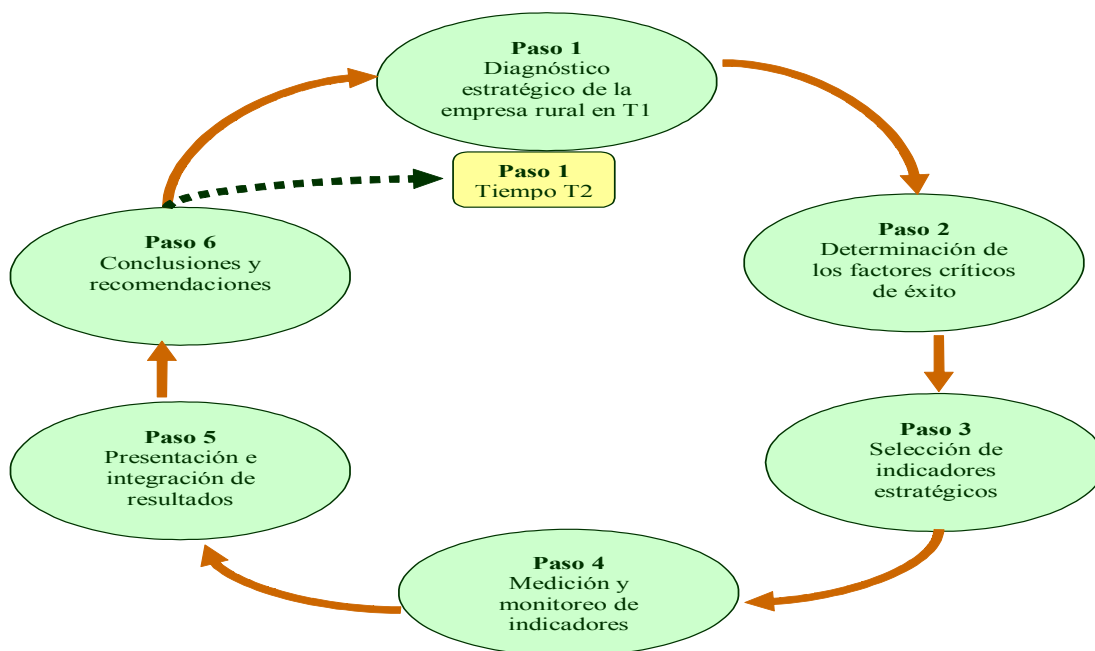 Paso 1
Diagnóstico
estratégico de la
empresa rural en T1
Paso 1
Tiempo T2
Paso 2
Determinación de
los factores críticos
de éxito
Paso 3
Selección de
indicadores
estratégicos
Paso 4
Medición y
monitoreo de
indicadores
Paso 5
Presentación e
integración de
resultados
Paso 6
Conclusiones y
recomendaciones